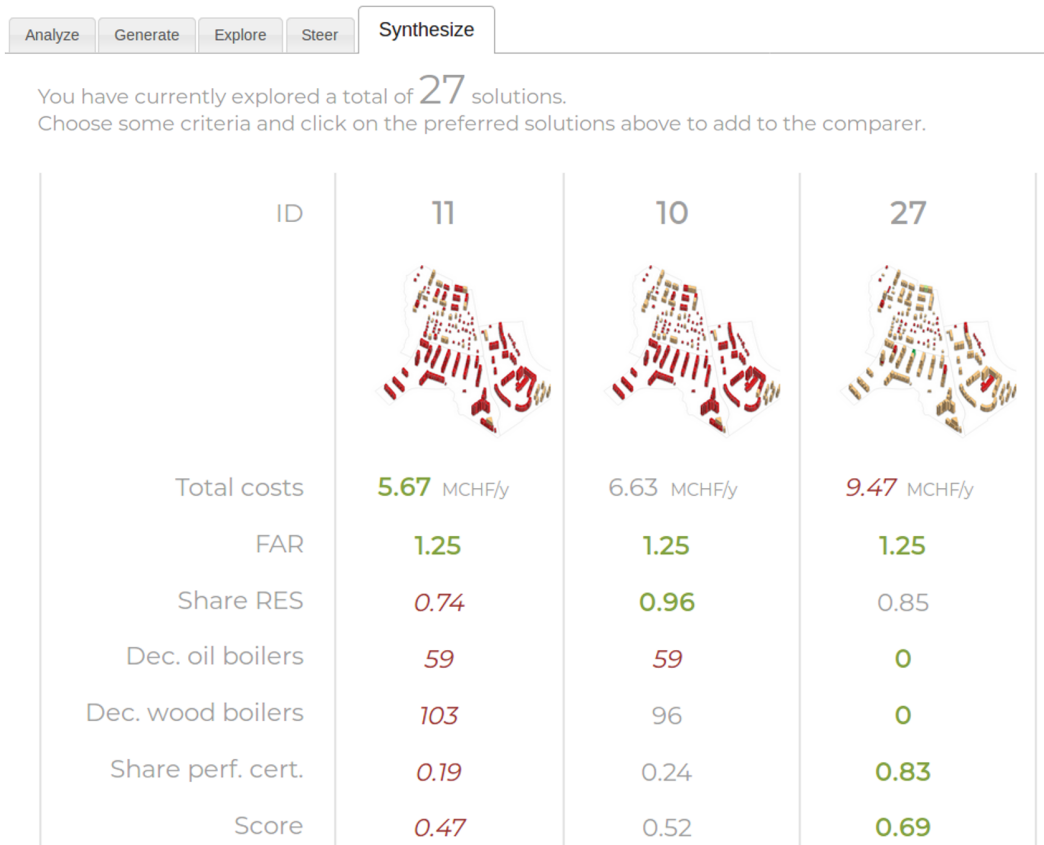 Analyze Generate Explore Steer Synthesize
You have currently explored a total of 27 solutions.
Choose some criteria and click on the preferred solutions above to add to the comparer.
ID 11 10 27
Total costs 5.67 MCHF/y 6.63 MCHF/y 9.47 MCHF/y
FAR 1.25 1.25 1.25
Share RES 0.74 0.96 0.85
Dec. oil boilers 59 59 0
Dec. wood boilers 103 96 0
Share perf. cert. 0.19 0.24 0.83
Score 0.47 0.52 0.69